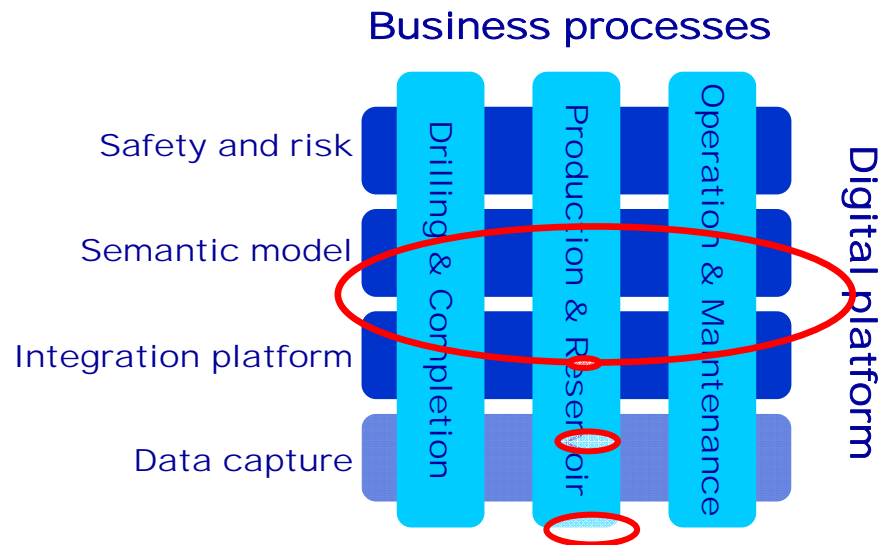 Business processes
Safety and risk
Semantic model
Integration platform
Data capture
Drilling & Completion
Production & Reservoir
Operation & Maintenance
Digital platform